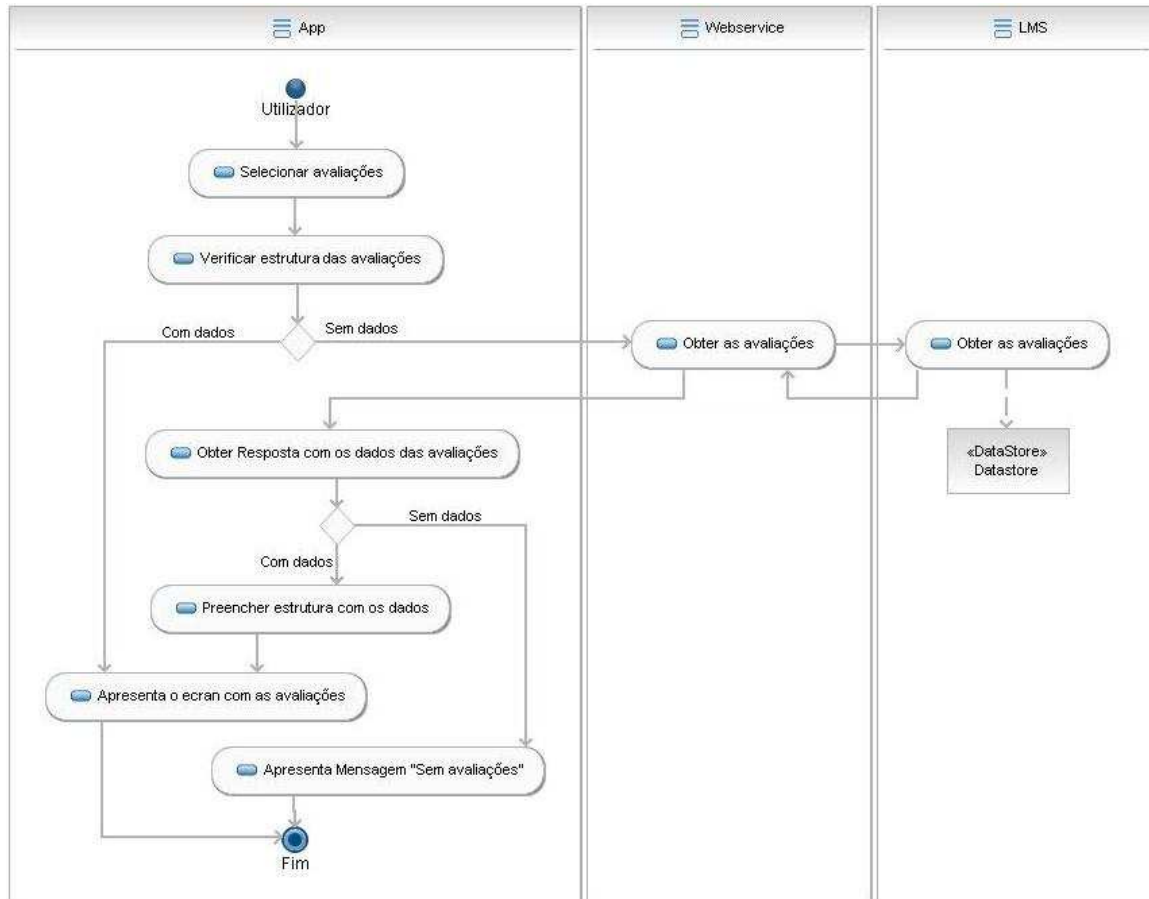 App
Webservice
LMS
Utilizador
Selecionar avaliações
Verificar estrutura das avaliações
Com dados
Sem dados
Obter as avaliações
Obter as avaliações
Obter Resposta com os dados das avaliações
«DataStore»
Datastore
Sem dados
Com dados
Preencher estrutura com os dados
Apresenta o ecran com as avaliações
Apresenta Mensagem "Sem avaliações"
Fim